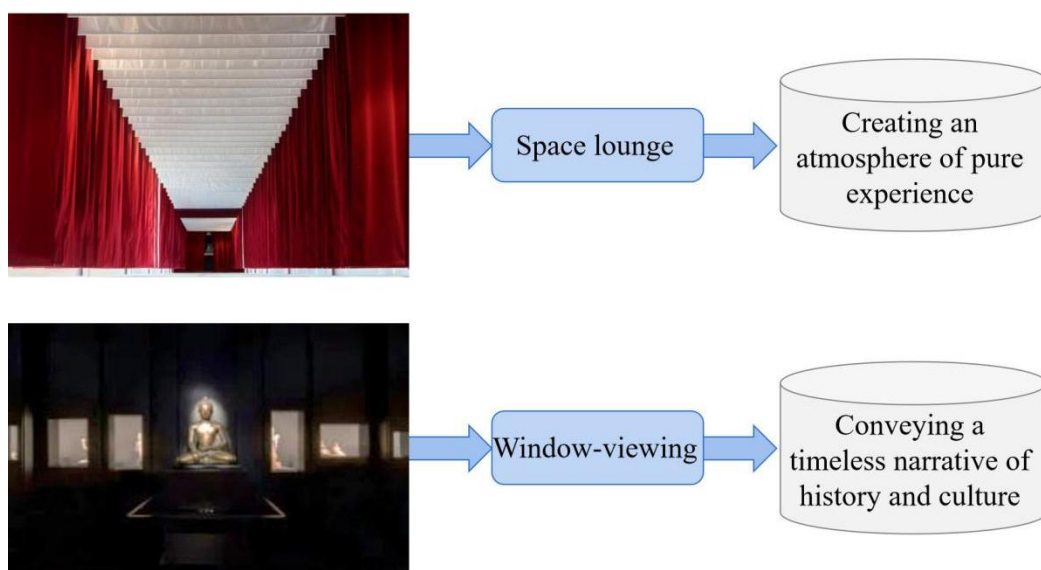 Space lounge
Creating an
atmosphere of pure
experience
Window-viewing
Conveying a
timeless narrative of
history and culture